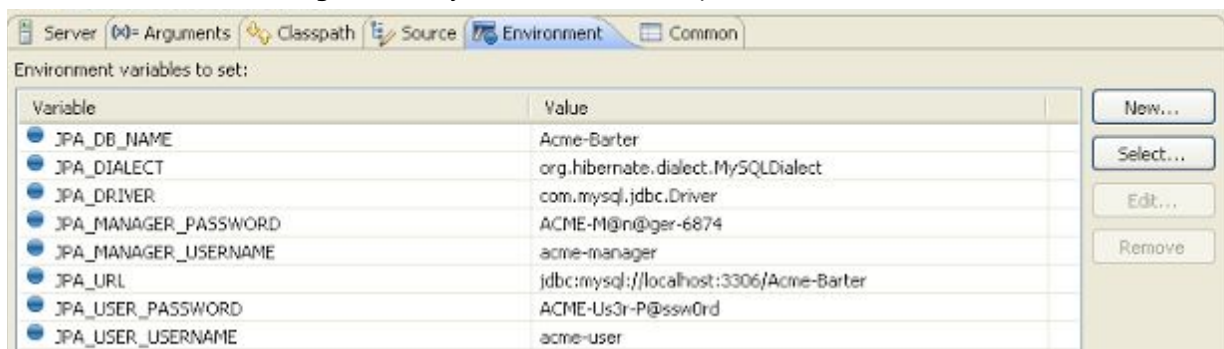 Server (x)= Arguments Classpath Source Environment Common
Environment variables to set:
Variable Value
New...
JPA_DB_NAME Acme-Barter
JPA_DIALECT org.hibernate.dialect.MySQLDialect
Select...
JPA_DRIVER com.mysql.jdbc.Driver
JPA_MANAGER_PASSWORD ACME-M@n@ger-6874
Edit...
JPA_MANAGER_USERNAME acme-manager
Remove
JPA_URL jdbc:mysql://localhost:3306/Acme-Barter
JPA_USER_PASSWORD ACME-Us3r-P@ssw0rd
JPA_USER_USERNAME acme-user